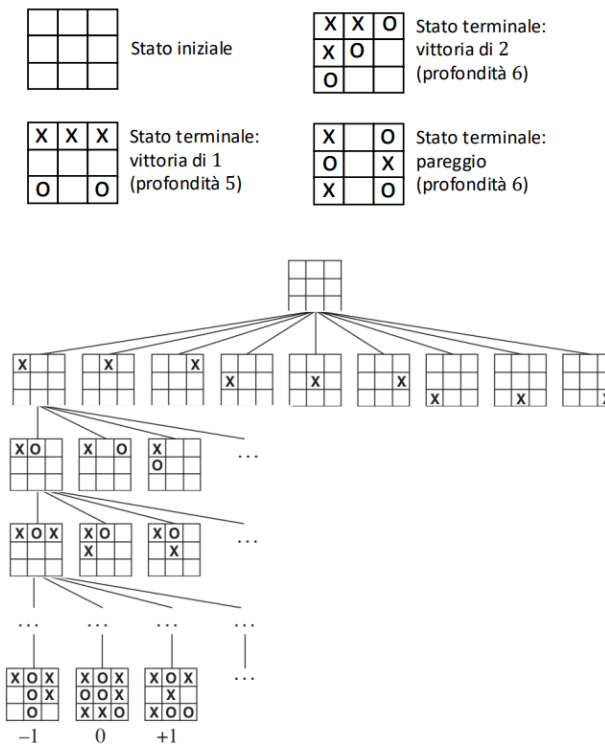 Stato iniziale
X X O
X O
O
Stato terminale:
vittoria di 2
(profondità 6)
X X X
O O
Stato terminale:
vittoria di 1
(profondità 5)
X O
O X
X O
Stato terminale:
pareggio
(profondità 6)
X X X
X X X
X X X
X O X O X
O
...
X O X X O X O
X X
...
... ... ... ...
X O X X O X X O X
O X O O X X
O X X O X O O
...
−1 0 +1